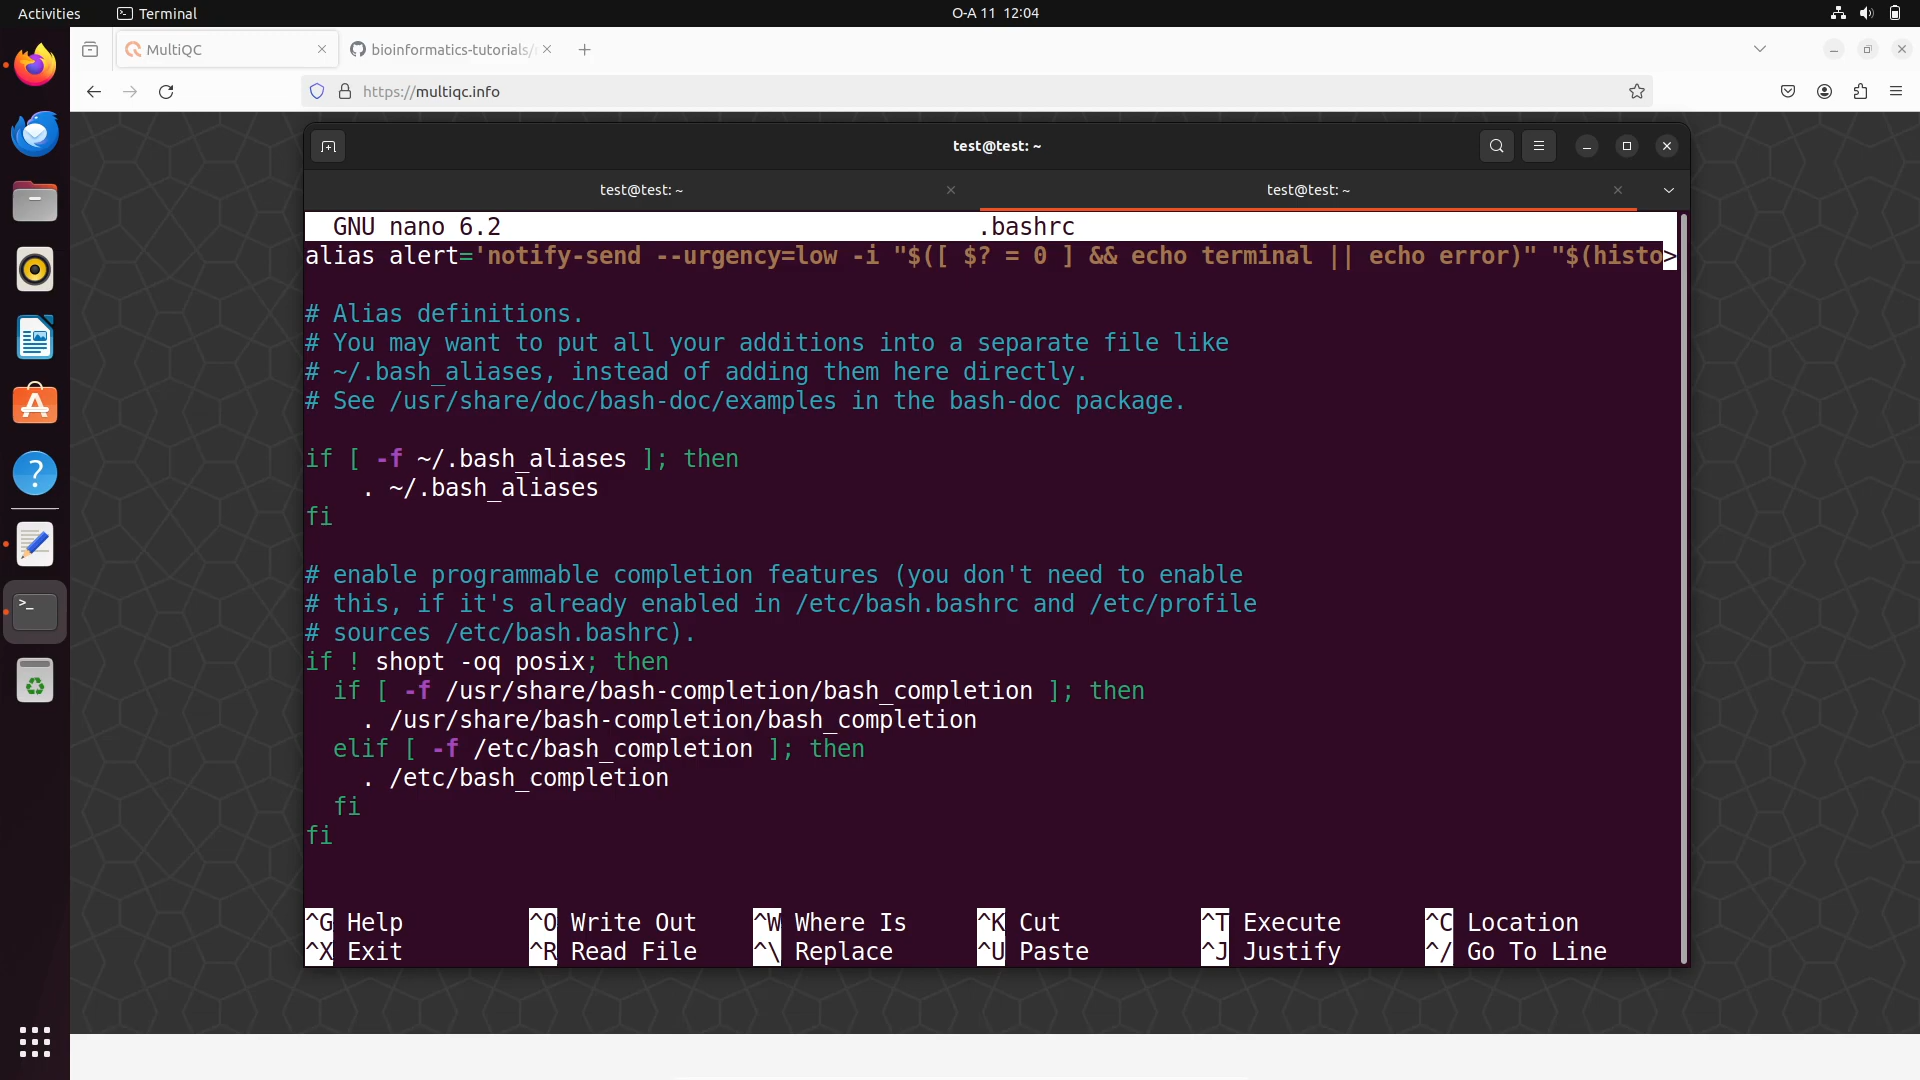 Activities
Terminal
O-A 11 12:04
MultiQC
bioinformatics-tutorials/
https://multiqc.info
test@test: ~
test@test: ~
test@test: ~
GNU nano 6.2 .bashrc
alias alert='notify-send --urgency=low -i "$([ $? = 0 ] && echo terminal || echo error)" "$(histo>
# Alias definitions.
# You may want to put all your additions into a separate file like
# ~/.bash_aliases, instead of adding them here directly.
# See /usr/share/doc/bash-doc/examples in the bash-doc package.
if [ -f ~/.bash_aliases ]; then
. ~/.bash_aliases
fi
# enable programmable completion features (you don't need to enable
# this, if it's already enabled in /etc/bash.bashrc and /etc/profile
# sources /etc/bash.bashrc).
if ! shopt -oq posix; then
if [ -f /usr/share/bash-completion/bash_completion ]; then
. /usr/share/bash-completion/bash_completion
elif [ -f /etc/bash_completion ]; then
. /etc/bash_completion
fi
fi
^G Help ^O Write Out ^W Where Is ^K Cut ^T Execute ^C Location
^X Exit ^R Read File ^\ Replace ^U Paste ^J Justify ^/ Go To Line